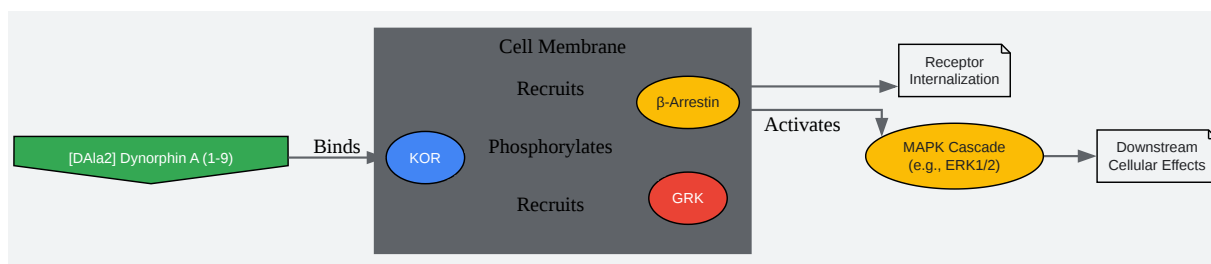 Cell Membrane
Recruits
β-Arrestin
Receptor
Internalization
Activates
[DAla2] Dynorphin A (1-9)
Binds
KOR
Phosphorylates
MAPK Cascade
(e.g., ERK1/2)
Downstream
Cellular Effects
Recruits
GRK